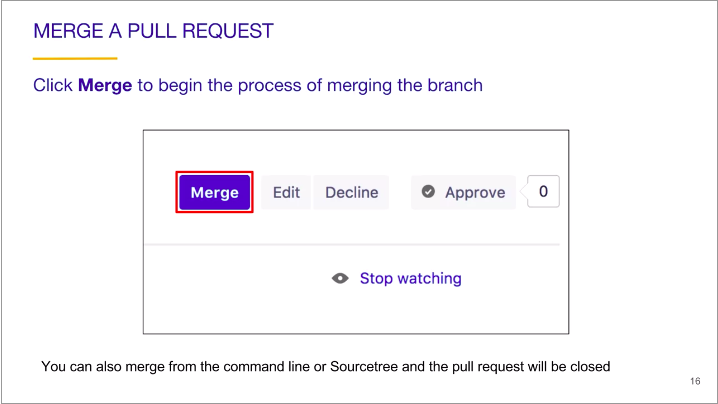 MERGE A PULL REQUEST
Click Merge to begin the process of merging the branch
Merge Edit Decline Approve 0
Stop watching
You can also merge from the command line or Sourcetree and the pull request will be closed
16